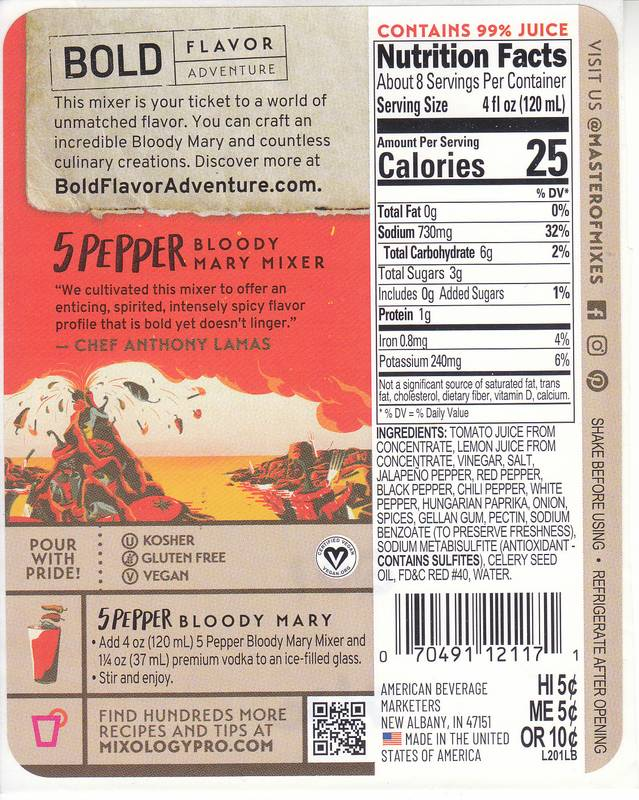 BOLD FLAVOR
ADVENTURE
This mixer is your ticket to a world of
unmatched flavor. You can craft an
incredible Bloody Mary and countless
culinary creations. Discover more at
BoldFlavorAdventure.com.
5 PEPPER BLOODY
MARY MIXER
“We cultivated this mixer to offer an
enticing, spirited, intensely spicy flavor
profile that is bold yet doesn't linger.”
— CHEF ANTHONY LAMAS
POUR
WITH
PRIDE!
U KOSHER
GLUTEN FREE
V VEGAN
CERTIFIED VEGAN
VEGAN.ORG
5 PEPPER BLOODY MARY
• Add 4 oz (120 mL) 5 Pepper Bloody Mary Mixer and
1¼ oz (37 mL) premium vodka to an ice-filled glass.
• Stir and enjoy.
FIND HUNDREDS MORE
RECIPES AND TIPS AT
MIXOLOGYPRO.COM
CONTAINS 99% JUICE
Nutrition Facts
About 8 Servings Per Container
Serving Size 4 fl oz (120 mL)
Amount Per Serving
Calories 25
% DV*
Total Fat 0g 0%
Sodium 730mg 32%
Total Carbohydrate 6g 2%
Total Sugars 3g
Includes 0g Added Sugars 1%
Protein 1g
Iron 0.8mg 4%
Potassium 240mg 6%
Not a significant source of saturated fat, trans
fat, cholesterol, dietary fiber, vitamin D, calcium.
* % DV = % Daily Value
INGREDIENTS: TOMATO JUICE FROM
CONCENTRATE, LEMON JUICE FROM
CONCENTRATE, VINEGAR, SALT,
JALAPEÑO PEPPER, RED PEPPER,
BLACK PEPPER, CHILI PEPPER, WHITE
PEPPER, HUNGARIAN PAPRIKA, ONION,
SPICES, GELLAN GUM, PECTIN, SODIUM
BENZOATE (TO PRESERVE FRESHNESS),
SODIUM METABISULFITE (ANTIOXIDANT -
CONTAINS SULFITES), CELERY SEED
OIL, FD&C RED #40, WATER.
0 70491 12117 1
AMERICAN BEVERAGE
MARKETERS
NEW ALBANY, IN 47151
MADE IN THE UNITED
STATES OF AMERICA
HI 5¢
ME 5¢
OR 10¢
L201LB
VISIT US @MASTEROFMIXES
SHAKE BEFORE USING • REFRIGERATE AFTER OPENING